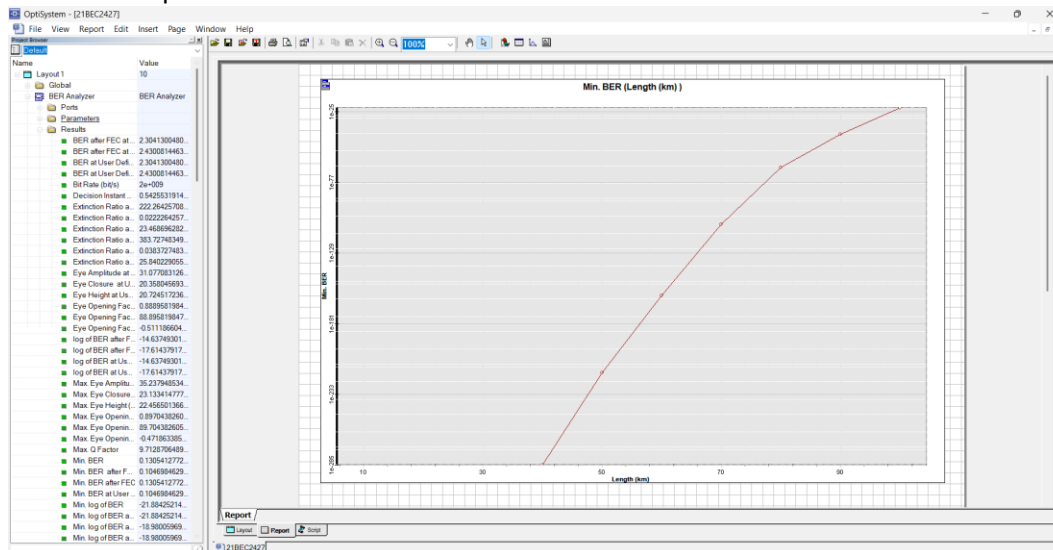 OptiSystem - [21BEC2427]
File View Report Edit Insert Page Window Help
Project Browser
Default
100%
Name Value
Layout 1 10
Global
BER Analyzer BER Analyzer
Ports
Parameters
Results
BER after FEC at ... 2.3041300480...
BER after FEC at... 2.4300814463...
BER at User Defi... 2.3041300480...
BER at User Defi... 2.4300814463...
Bit Rate (bit/s) 2e+009
Decision Instant ... 0.5425531914...
Extinction Ratio a... 222.26425708...
Extinction Ratio a... 0.0222264257...
Extinction Ratio a... 23.468696282...
Extinction Ratio a... 383.72748349...
Extinction Ratio a... 0.0383727483...
Extinction Ratio a... 25.840229055...
Eye Amplitude at ... 31.077083126...
Eye Closure at U... 20.358045693...
Eye Height at Us... 20.724517236...
Eye Opening Fac... 0.8889581984...
Eye Opening Fac... 88.895819847...
Eye Opening Fac... -0.511186604...
log of BER after F... -14.63749301...
log of BER after F... -17.61437917...
log of BER at Us... -14.63749301...
log of BER at Us... -17.61437917...
Max. Eye Amplitu... 35.237948534...
Max. Eye Closure... 23.133414777...
Max. Eye Height (... 22.456501366...
Max. Eye Openin... 0.8970438260...
Max. Eye Openin... 89.704382605...
Max. Eye Openin... -0.471863385...
Max. Q Factor 9.7128706489...
Min. BER 0.1305412772...
Min. BER after F... 0.1046984629...
Min. BER after FEC 0.1305412772...
Min. BER at User ... 0.1046984629...
Min. log of BER -21.88425214...
Min. log of BER a... -21.88425214...
Min. log of BER a... -18.98005969...
Min. log of BER a... -18.98005969...
Min. BER (Length (km) )
1e-25
1e-77
1e-129
Min. BER
1e-181
1e-233
1e-285
10 30 50 70 90
Length (km)
Report
Layout Report Script
21BEC2427